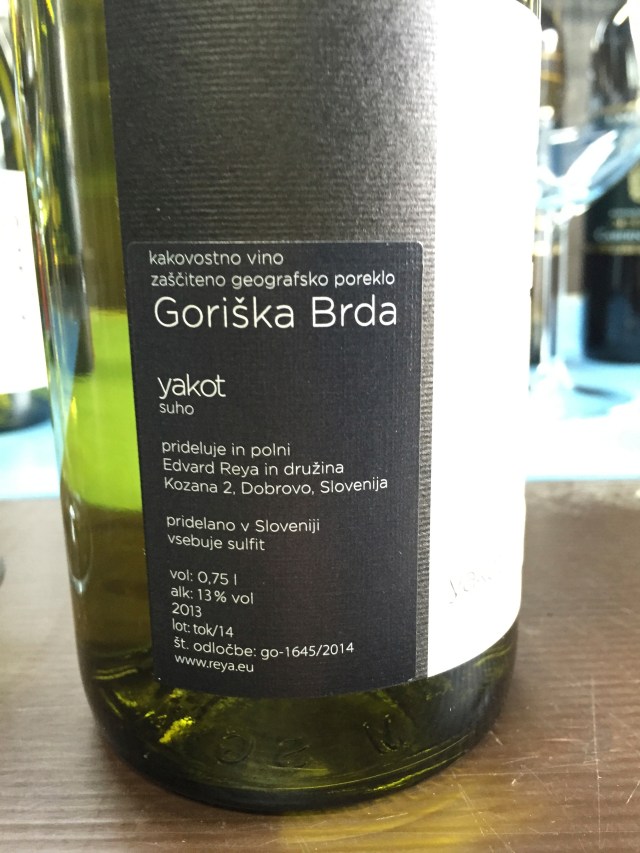 kakovostno vino
zaščiteno geografsko poreklo
Goriška Brda
yakot
suho
prideluje in polni
Edvard Reya in družina
Kozana 2, Dobrovo, Slovenija
pridelano v Sloveniji
vsebuje sulfit
vol: 0,75 l
alk: 13 % vol
2013
lot: tok/14
št. odločbe: go-1645/2014
www.reya.eu